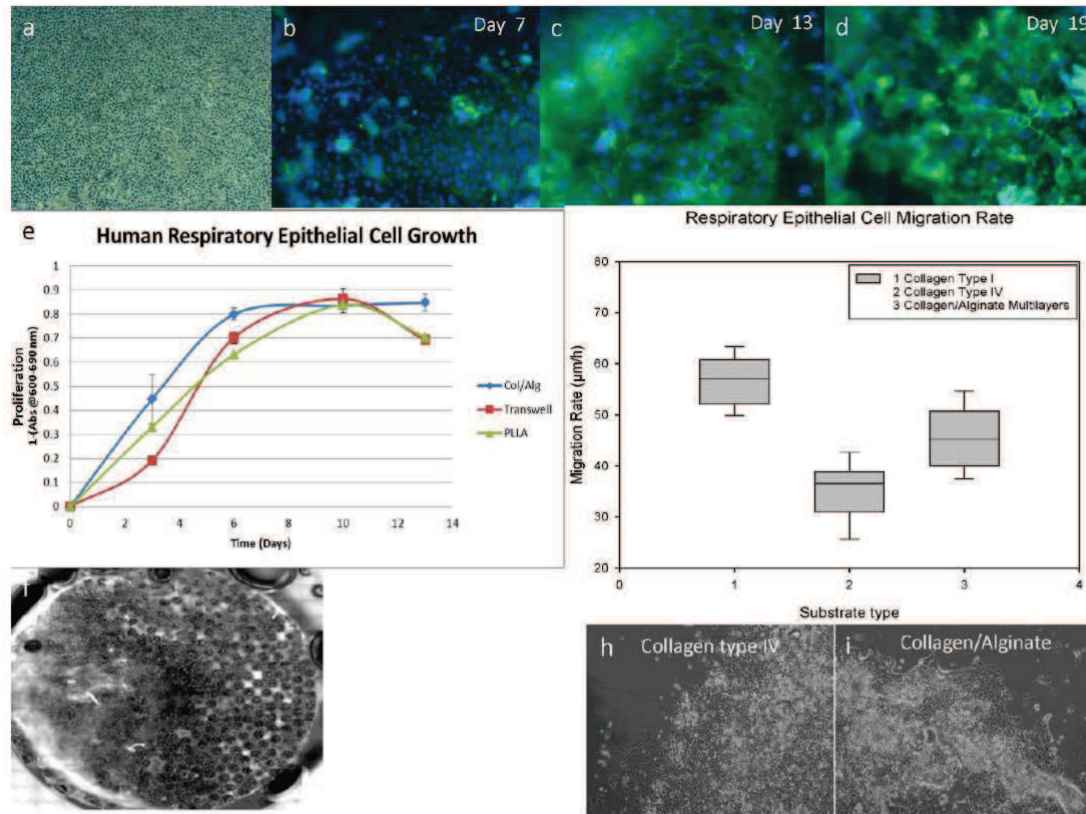 a
b
Day 7
c
Day 13
d
Day 19
e
Human Respiratory Epithelial Cell Growth
Proliferation
1-(Abs @600-690 nm)
1
0.9
0.8
0.7
0.6
0.5
0.4
0.3
0.2
0.1
0
0 2 4 6 8 10 12 14
Time (Days)
Col/Alg
Transwell
PLLA
Respiratory Epithelial Cell Migration Rate
Migration Rate (µm/h)
80
70
60
50
40
30
20
0 1 2 3 4
Substrate type
1 Collagen Type I
2 Collagen Type IV
3 Collagen/Alginate Multilayers
f
h
Collagen type IV
i
Collagen/Alginate